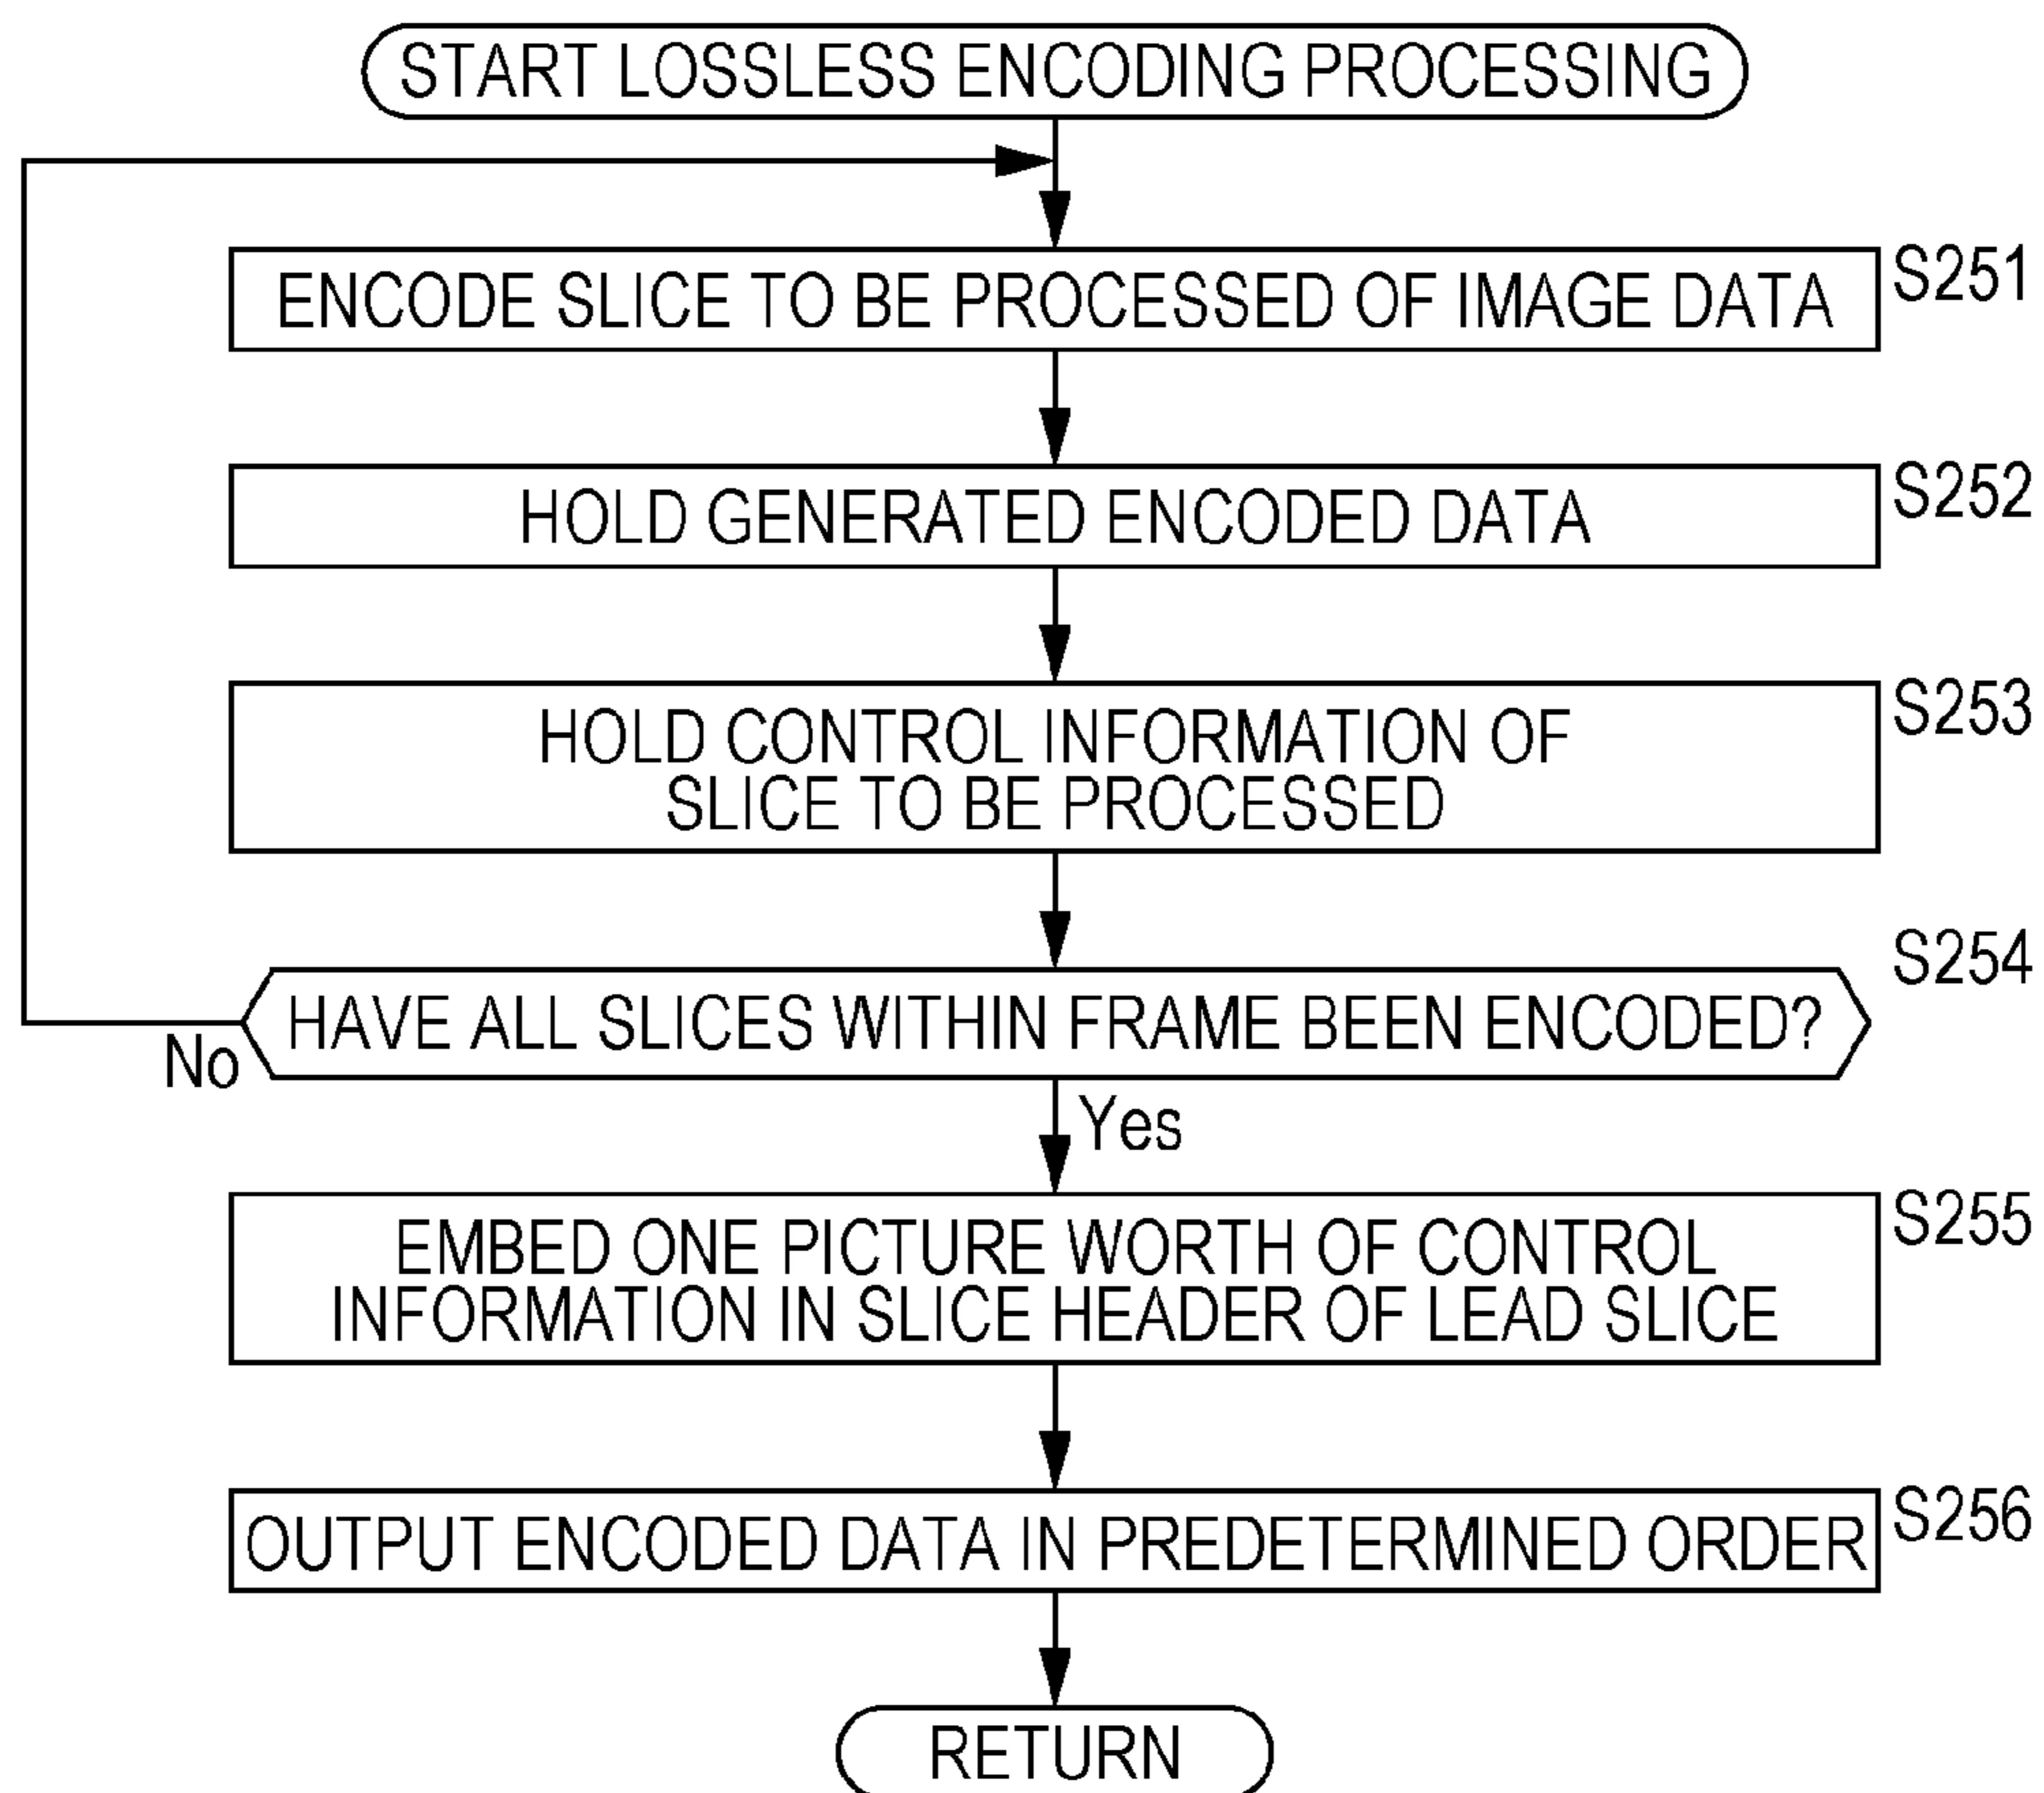 START LOSSLESS ENCODING PROCESSING
ENCODE SLICE TO BE PROCESSED OF IMAGE DATA
S251
HOLD GENERATED ENCODED DATA
S252
HOLD CONTROL INFORMATION OF
SLICE TO BE PROCESSED
S253
HAVE ALL SLICES WITHIN FRAME BEEN ENCODED?
S254
No
Yes
EMBED ONE PICTURE WORTH OF CONTROL
INFORMATION IN SLICE HEADER OF LEAD SLICE
S255
OUTPUT ENCODED DATA IN PREDETERMINED ORDER
S256
RETURN